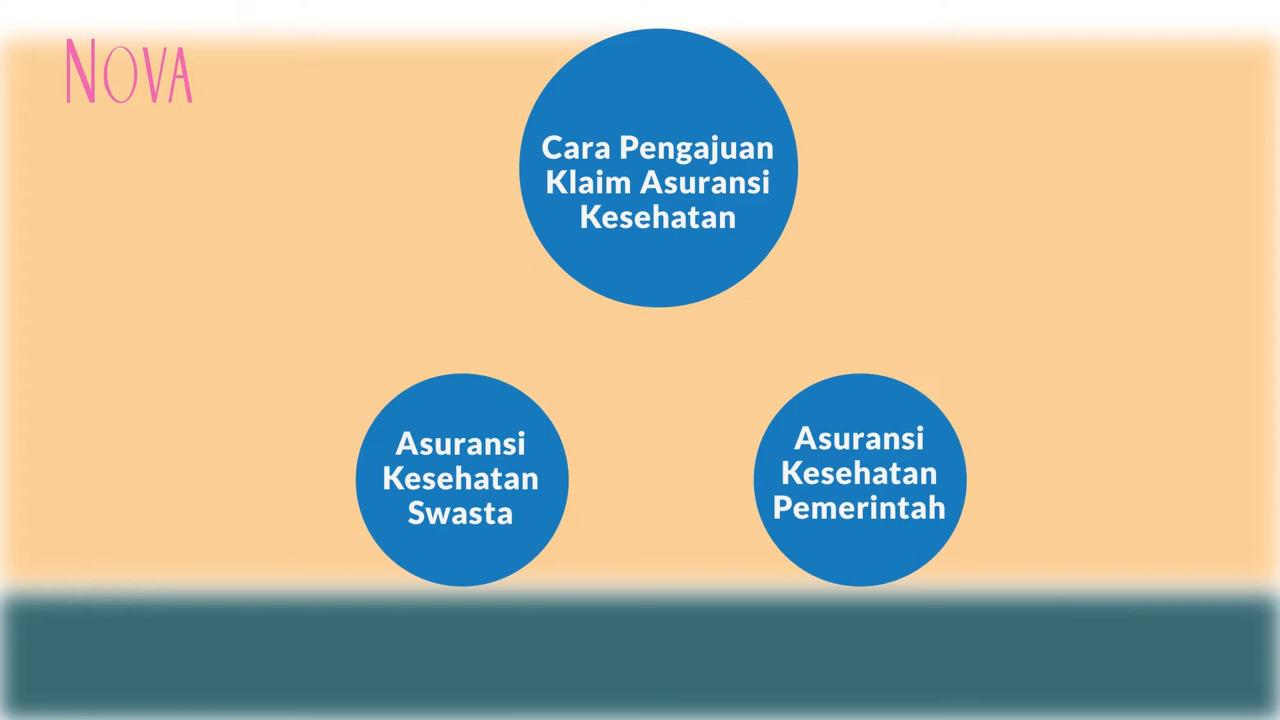 NOVA
Cara Pengajuan
Klaim Asuransi
Kesehatan
Asuransi
Kesehatan
Swasta
Asuransi
Kesehatan
Pemerintah